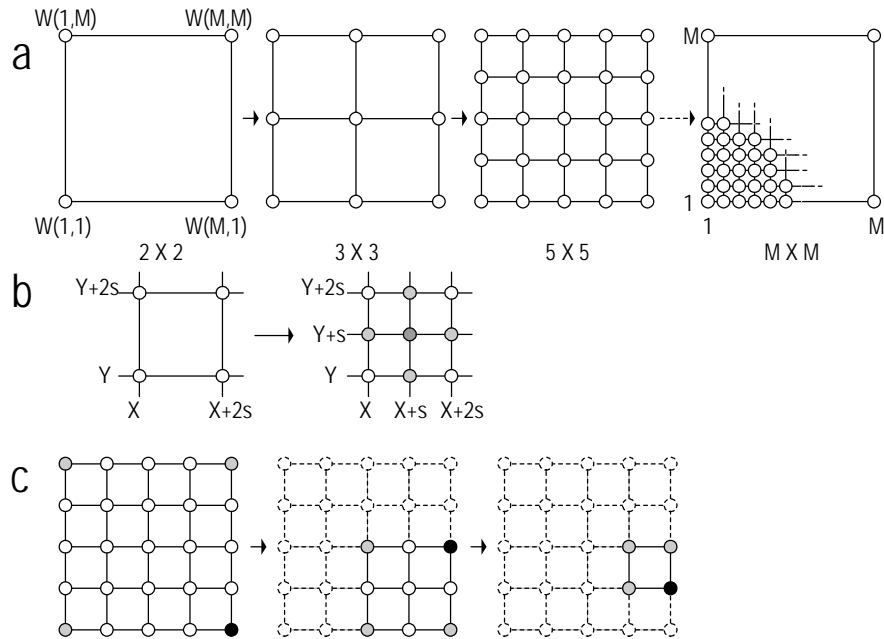 W(1,M) W(M,M)
a
M
W(1,1) W(M,1)
1
1 M
2 X 2 3 X 3 5 X 5 M X M
b
Y+2s Y+2s
Y+s
Y Y
X X+2s X X+s X+2s
c